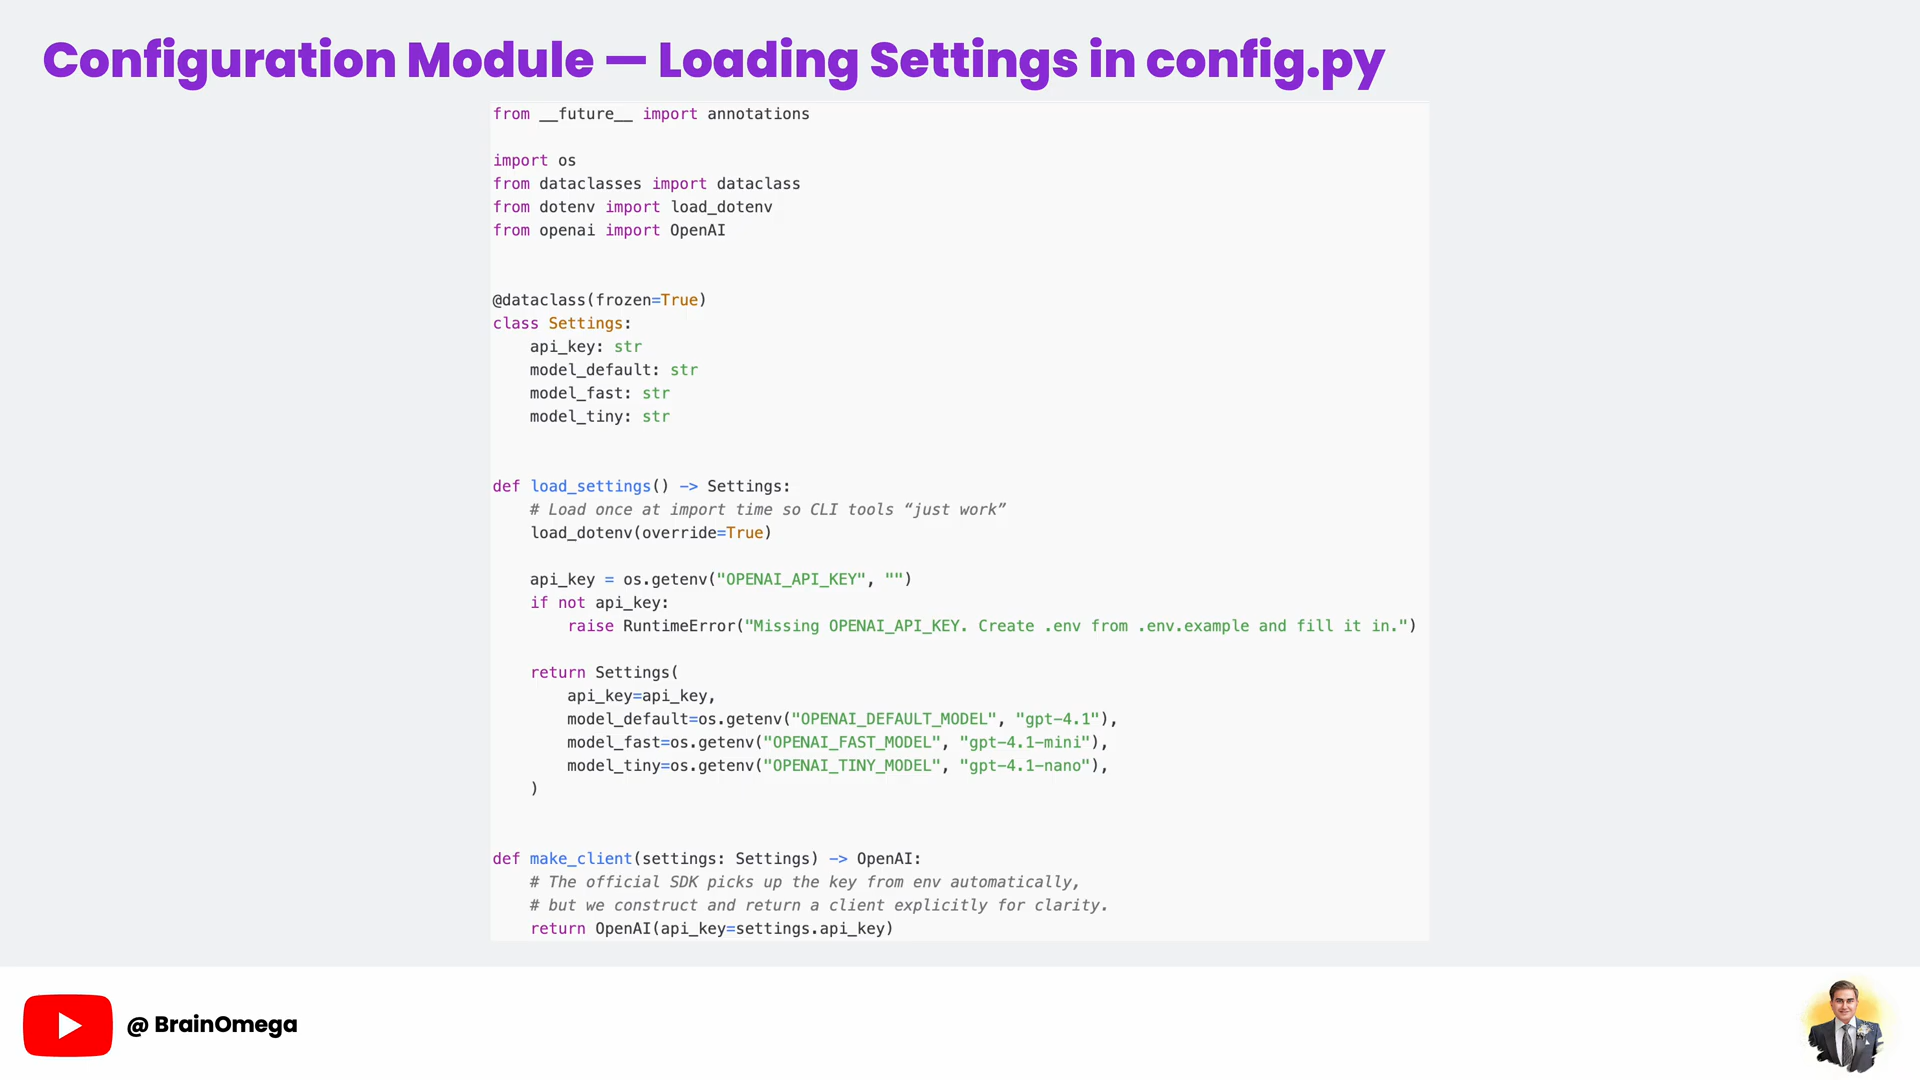 Configuration Module — Loading Settings in config.py
from __future__ import annotations
import os
from dataclasses import dataclass
from dotenv import load_dotenv
from openai import OpenAI
@dataclass(frozen=True)
class Settings:
    api_key: str
    model_default: str
    model_fast: str
    model_tiny: str
def load_settings() -> Settings:
    # Load once at import time so CLI tools “just work”
    load_dotenv(override=True)
    api_key = os.getenv("OPENAI_API_KEY", "")
    if not api_key:
        raise RuntimeError("Missing OPENAI_API_KEY. Create .env from .env.example and fill it in.")
    return Settings(
        api_key=api_key,
        model_default=os.getenv("OPENAI_DEFAULT_MODEL", "gpt-4.1"),
        model_fast=os.getenv("OPENAI_FAST_MODEL", "gpt-4.1-mini"),
        model_tiny=os.getenv("OPENAI_TINY_MODEL", "gpt-4.1-nano"),
    )
def make_client(settings: Settings) -> OpenAI:
    # The official SDK picks up the key from env automatically,
    # but we construct and return a client explicitly for clarity.
    return OpenAI(api_key=settings.api_key)
@ BrainOmega